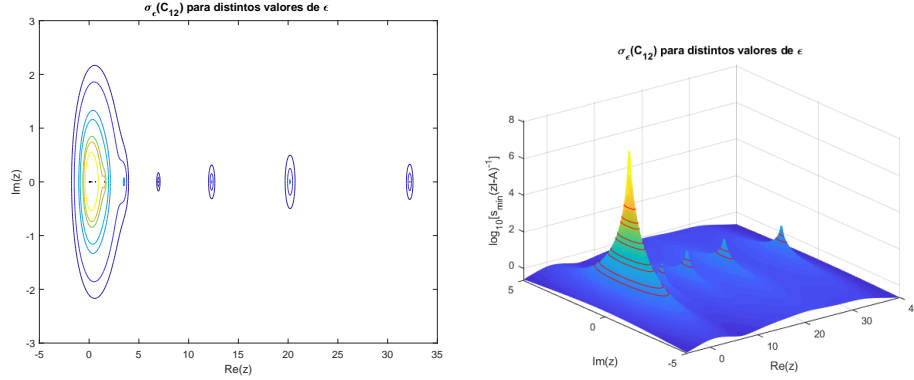 σ_ϵ(C_12) para distintos valores de ϵ
3
2
1
0
-1
-2
-3
Im(z)
-5 0 5 10 15 20 25 30 35
Re(z)
σ_ϵ(C_12) para distintos valores de ϵ
8
6
4
2
0
log_10[s_min(zI-A)^-1]
5
0
-5
Im(z)
0
10
20
30
4
Re(z)